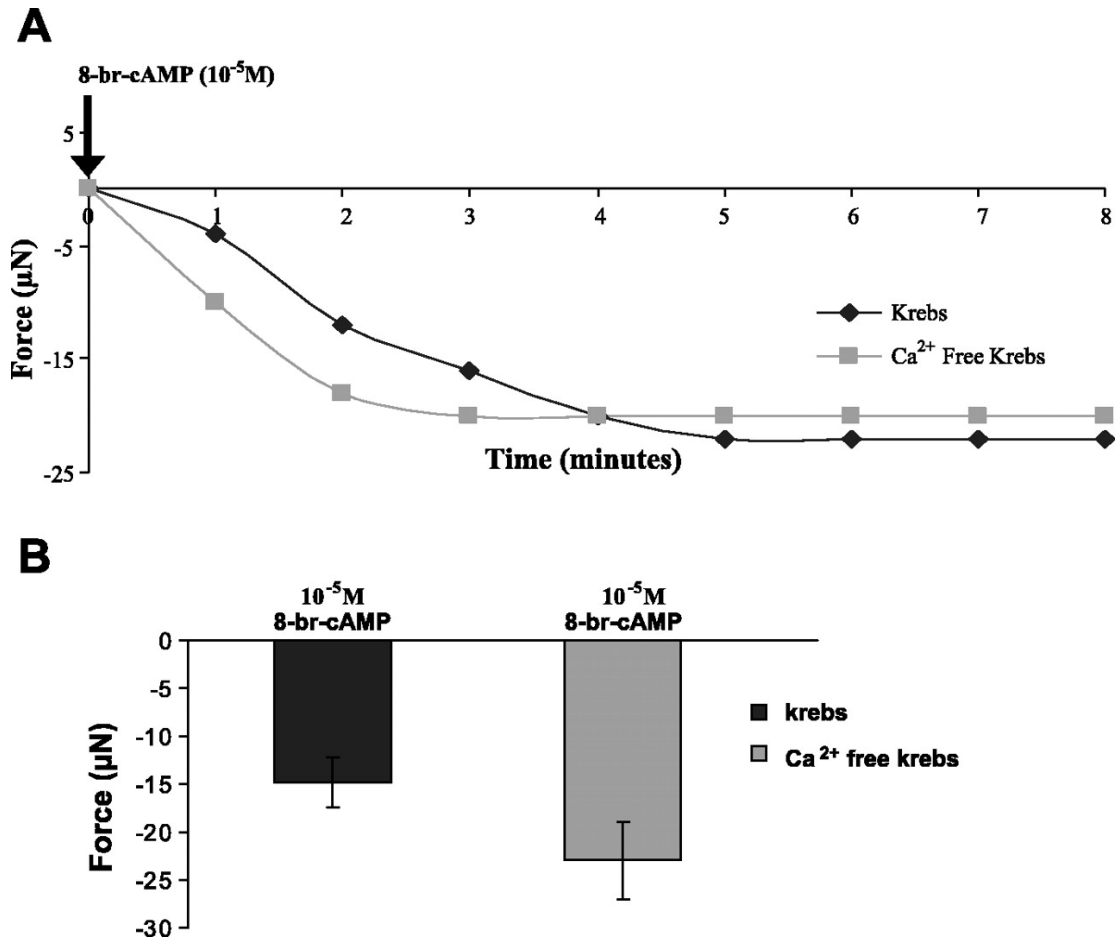 A
8-br-cAMP (10⁻⁵M)
5
0 1 2 3 4 5 6 7 8
-5
-15
-25
Force (µN)
Krebs
Ca²⁺ Free Krebs
Time (minutes)
B
10⁻⁵M 10⁻⁵M
8-br-cAMP 8-br-cAMP
0
-5
-10
-15
-20
-25
-30
Force (µN)
krebs
Ca²⁺ free krebs